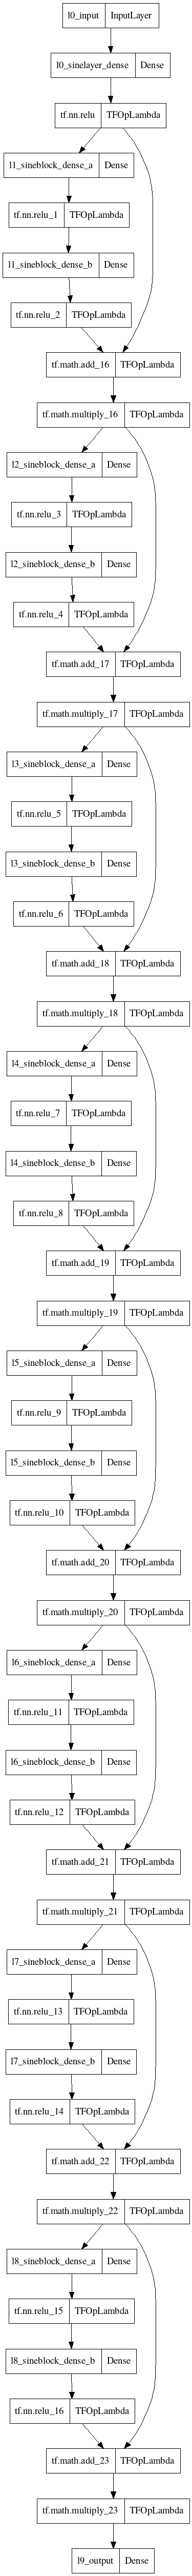 l0_input InputLayer
l0_sinelayer_dense Dense
tf.nn.relu TFOpLambda
l1_sineblock_dense_a Dense
tf.nn.relu_1 TFOpLambda
l1_sineblock_dense_b Dense
tf.nn.relu_2 TFOpLambda
tf.math.add_16 TFOpLambda
tf.math.multiply_16 TFOpLambda
l2_sineblock_dense_a Dense
tf.nn.relu_3 TFOpLambda
l2_sineblock_dense_b Dense
tf.nn.relu_4 TFOpLambda
tf.math.add_17 TFOpLambda
tf.math.multiply_17 TFOpLambda
l3_sineblock_dense_a Dense
tf.nn.relu_5 TFOpLambda
l3_sineblock_dense_b Dense
tf.nn.relu_6 TFOpLambda
tf.math.add_18 TFOpLambda
tf.math.multiply_18 TFOpLambda
l4_sineblock_dense_a Dense
tf.nn.relu_7 TFOpLambda
l4_sineblock_dense_b Dense
tf.nn.relu_8 TFOpLambda
tf.math.add_19 TFOpLambda
tf.math.multiply_19 TFOpLambda
l5_sineblock_dense_a Dense
tf.nn.relu_9 TFOpLambda
l5_sineblock_dense_b Dense
tf.nn.relu_10 TFOpLambda
tf.math.add_20 TFOpLambda
tf.math.multiply_20 TFOpLambda
l6_sineblock_dense_a Dense
tf.nn.relu_11 TFOpLambda
l6_sineblock_dense_b Dense
tf.nn.relu_12 TFOpLambda
tf.math.add_21 TFOpLambda
tf.math.multiply_21 TFOpLambda
l7_sineblock_dense_a Dense
tf.nn.relu_13 TFOpLambda
l7_sineblock_dense_b Dense
tf.nn.relu_14 TFOpLambda
tf.math.add_22 TFOpLambda
tf.math.multiply_22 TFOpLambda
l8_sineblock_dense_a Dense
tf.nn.relu_15 TFOpLambda
l8_sineblock_dense_b Dense
tf.nn.relu_16 TFOpLambda
tf.math.add_23 TFOpLambda
tf.math.multiply_23 TFOpLambda
l9_output Dense